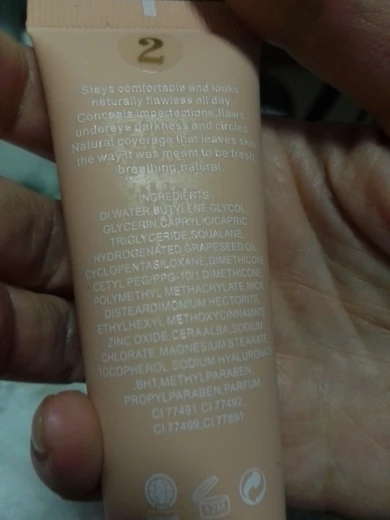 2
Stays comfortable and looks
naturally flawless all day.
Conceals imperfections,flaws
undereye darkness and circles.
Natural coverage that leaves skin
the way it was meant to be fresh,
breathing,natural.
INGREDIENTS:
DI WATER,BUTYLENE GLYCOL,
GLYCERIN CAPRYLIC/CAPRIC
TRIGLYCERIDE,SQUALANE,
HYDROGENATED GRAPESEED OIL,
CYCLOPENTASILOXANE,DIMETHICONE
,CETYL PEG/PPG-10/1 DIMETHICONE,
POLYMETHYL METHACRYLATE,MICA,
DISTEARDIMONIUM HECTORITE,
ETHYLHEXYL METHOXYCINNAMATE,
ZINC OXIDE,CERA ALBA,SODIUM
CHLORATE,MAGNESIUM STEARATE,
TOCOPHEROL,SODIUM HYALURONATE
,BHT,METHYLPARABEN,
PROPYLPARABEN,PARFUM.
CI 77491,CI 77492,
CI 77499,CI 77891
12M